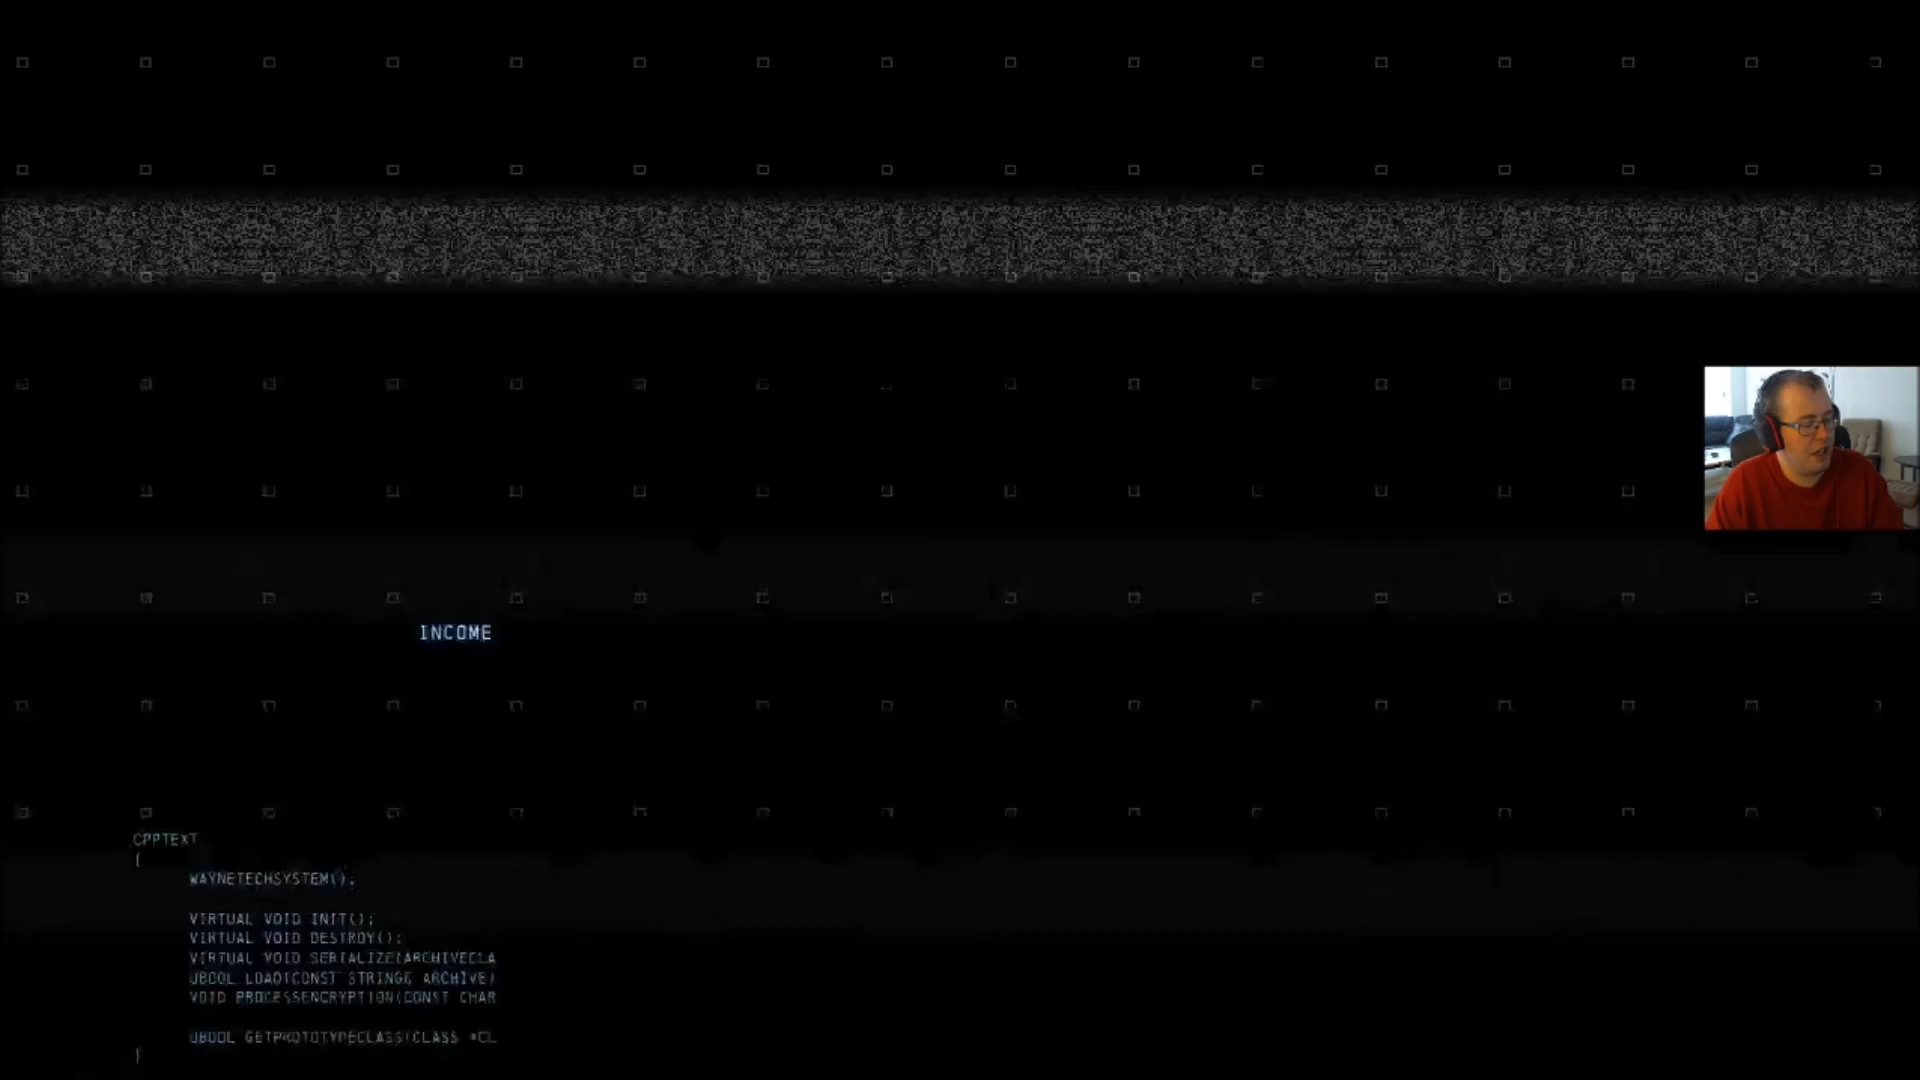 INCOME
CPPTEXT
{
WAYNETECHSYSTEM();
VIRTUAL VOID INIT();
VIRTUAL VOID DESTROY();
VIRTUAL VOID SERIALIZE(ARCHIVECLA
UBOOL LOAD(CONST STRING& ARCHIVE)
VOID PROCESSENCRYPTION(CONST CHAR
UBOOL GETPROTOTYPECLASS(CLASS *CL
}